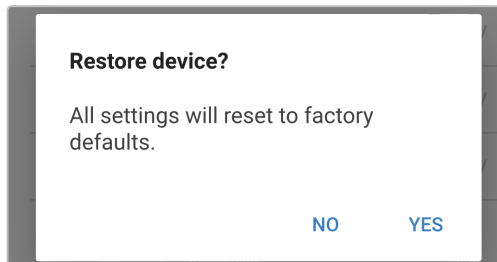 Restore device?
All settings will reset to factory
defaults.
NO YES